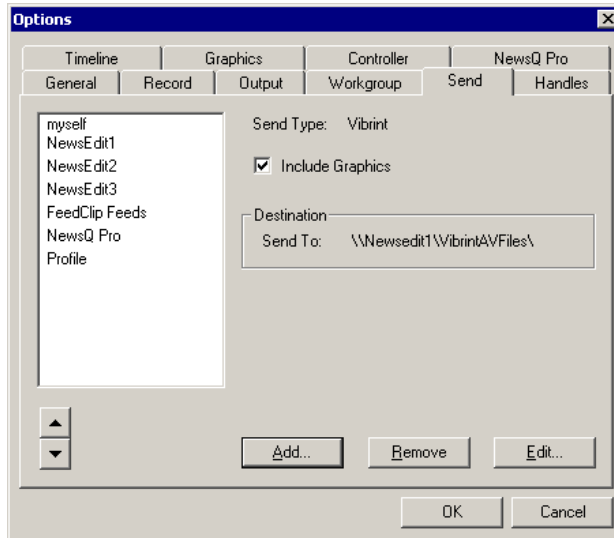 Options
Timeline Graphics Controller NewsQ Pro
General Record Output Workgroup Send Handles
myself
NewsEdit1
NewsEdit2
NewsEdit3
FeedClip Feeds
NewsQ Pro
Profile
Send Type: Vibrint
Include Graphics
Destination
Send To: \\Newsedit1\VibrintAVFiles\
Add... Remove Edit...
OK Cancel